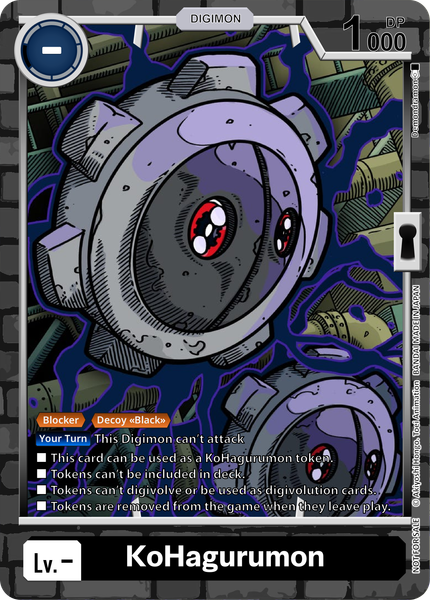 DIGIMON
-
DP
1000
Demondramon
Blocker Decoy «Black»
Your Turn This Digimon can't attack
■ This card can be used as a KoHagurumon token.
■ Tokens can't be included in deck.
■ Tokens can't digivolve or be used as digivolution cards.
■ Tokens are removed from the game when they leave play.
Lv.-
KoHagurumon
NOT FOR SALE © Akiyoshi Hongo, Toei Animation BANDAI MADE IN JAPAN